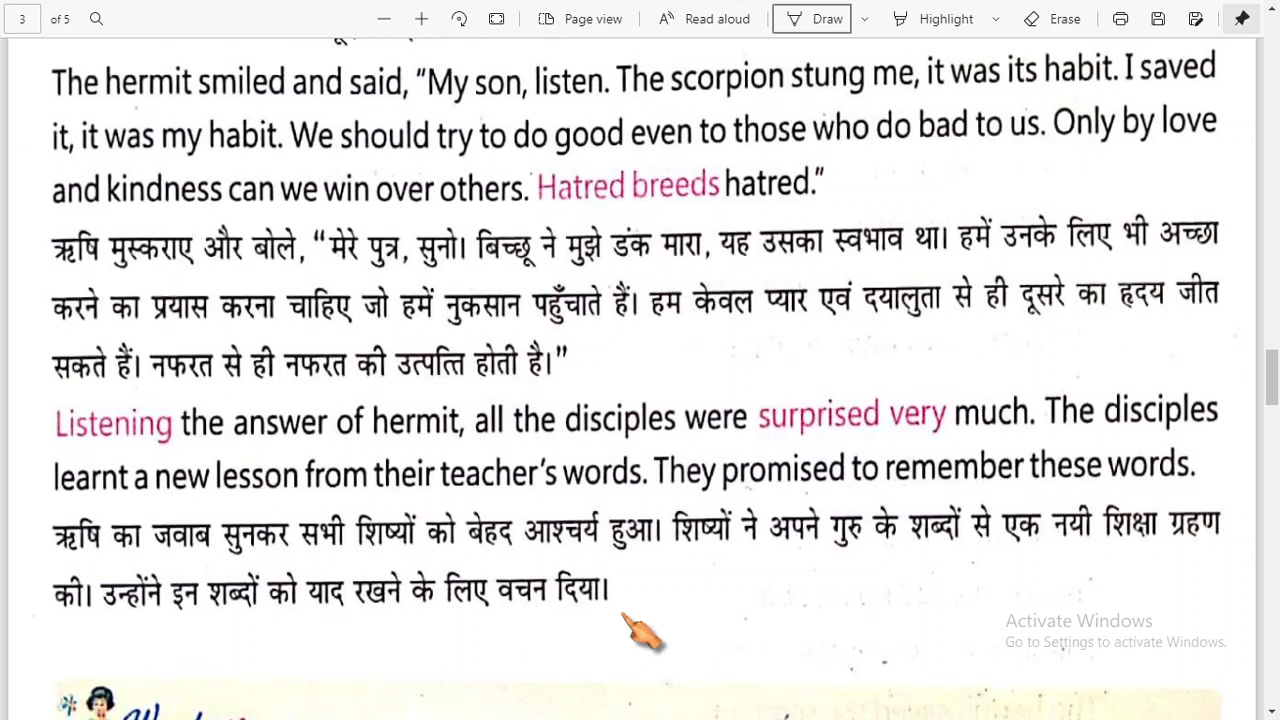 3 of 5 Page view Read aloud Draw Highlight Erase
The hermit smiled and said, “My son, listen. The scorpion stung me, it was its habit. I saved
it, it was my habit. We should try to do good even to those who do bad to us. Only by love
and kindness can we win over others. Hatred breeds hatred.”
ऋषि मुस्कराए और बोले, “मेरे पुत्र, सुनो। बिच्छू ने मुझे डंक मारा, यह उसका स्वभाव था। हमें उनके लिए भी अच्छा
करने का प्रयास करना चाहिए जो हमें नुकसान पहुँचाते हैं। हम केवल प्यार एवं दयालुता से ही दूसरे का हृदय जीत
सकते हैं। नफरत से ही नफरत की उत्पत्ति होती है।”
Listening the answer of hermit, all the disciples were surprised very much. The disciples
learnt a new lesson from their teacher’s words. They promised to remember these words.
ऋषि का जवाब सुनकर सभी शिष्यों को बेहद आश्चर्य हुआ। शिष्यों ने अपने गुरु के शब्दों से एक नयी शिक्षा ग्रहण
की। उन्होंने इन शब्दों को याद रखने के लिए वचन दिया।
Activate Windows
Go to Settings to activate Windows.